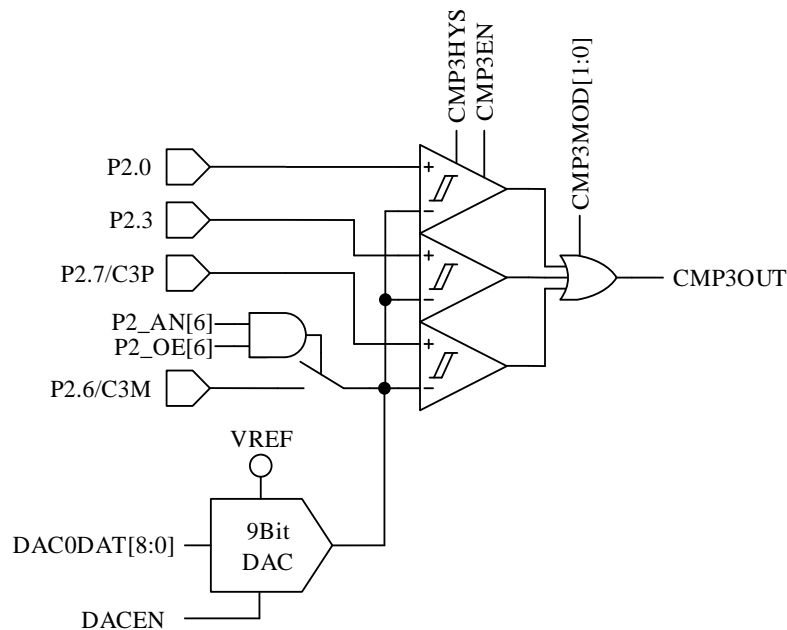 CMP3HYS
CMP3EN
CMP3MOD[1:0]
P2.0
+
−
P2.3
+
P2.7/C3P
−
CMP3OUT
P2_AN[6]
P2_OE[6]
+
P2.6/C3M
−
VREF
DAC0DAT[8:0]
9Bit
DAC
DACEN